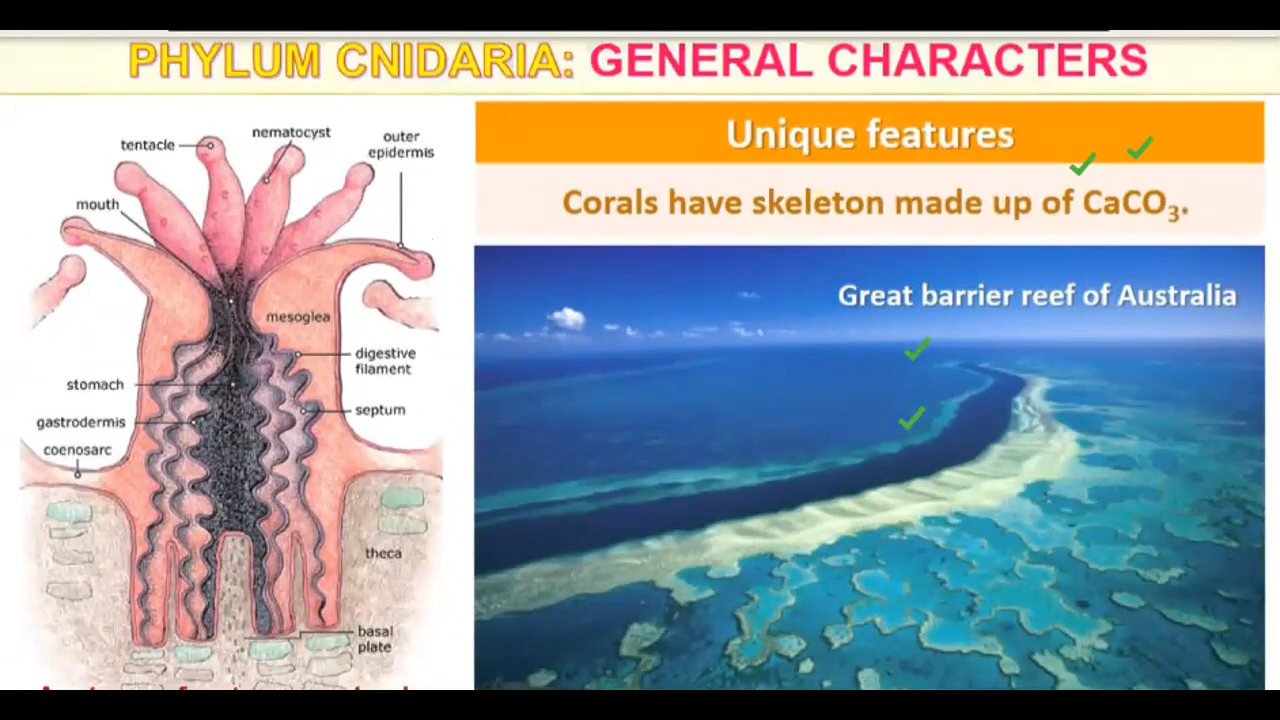 PHYLUM CNIDARIA: GENERAL CHARACTERS
tentacle
nematocyst
outer
epidermis
mouth
mesoglea
digestive
filament
stomach
septum
gastrodermis
coenosarc
theca
basal
plate
Unique features
Corals have skeleton made up of CaCO₃.
Great barrier reef of Australia